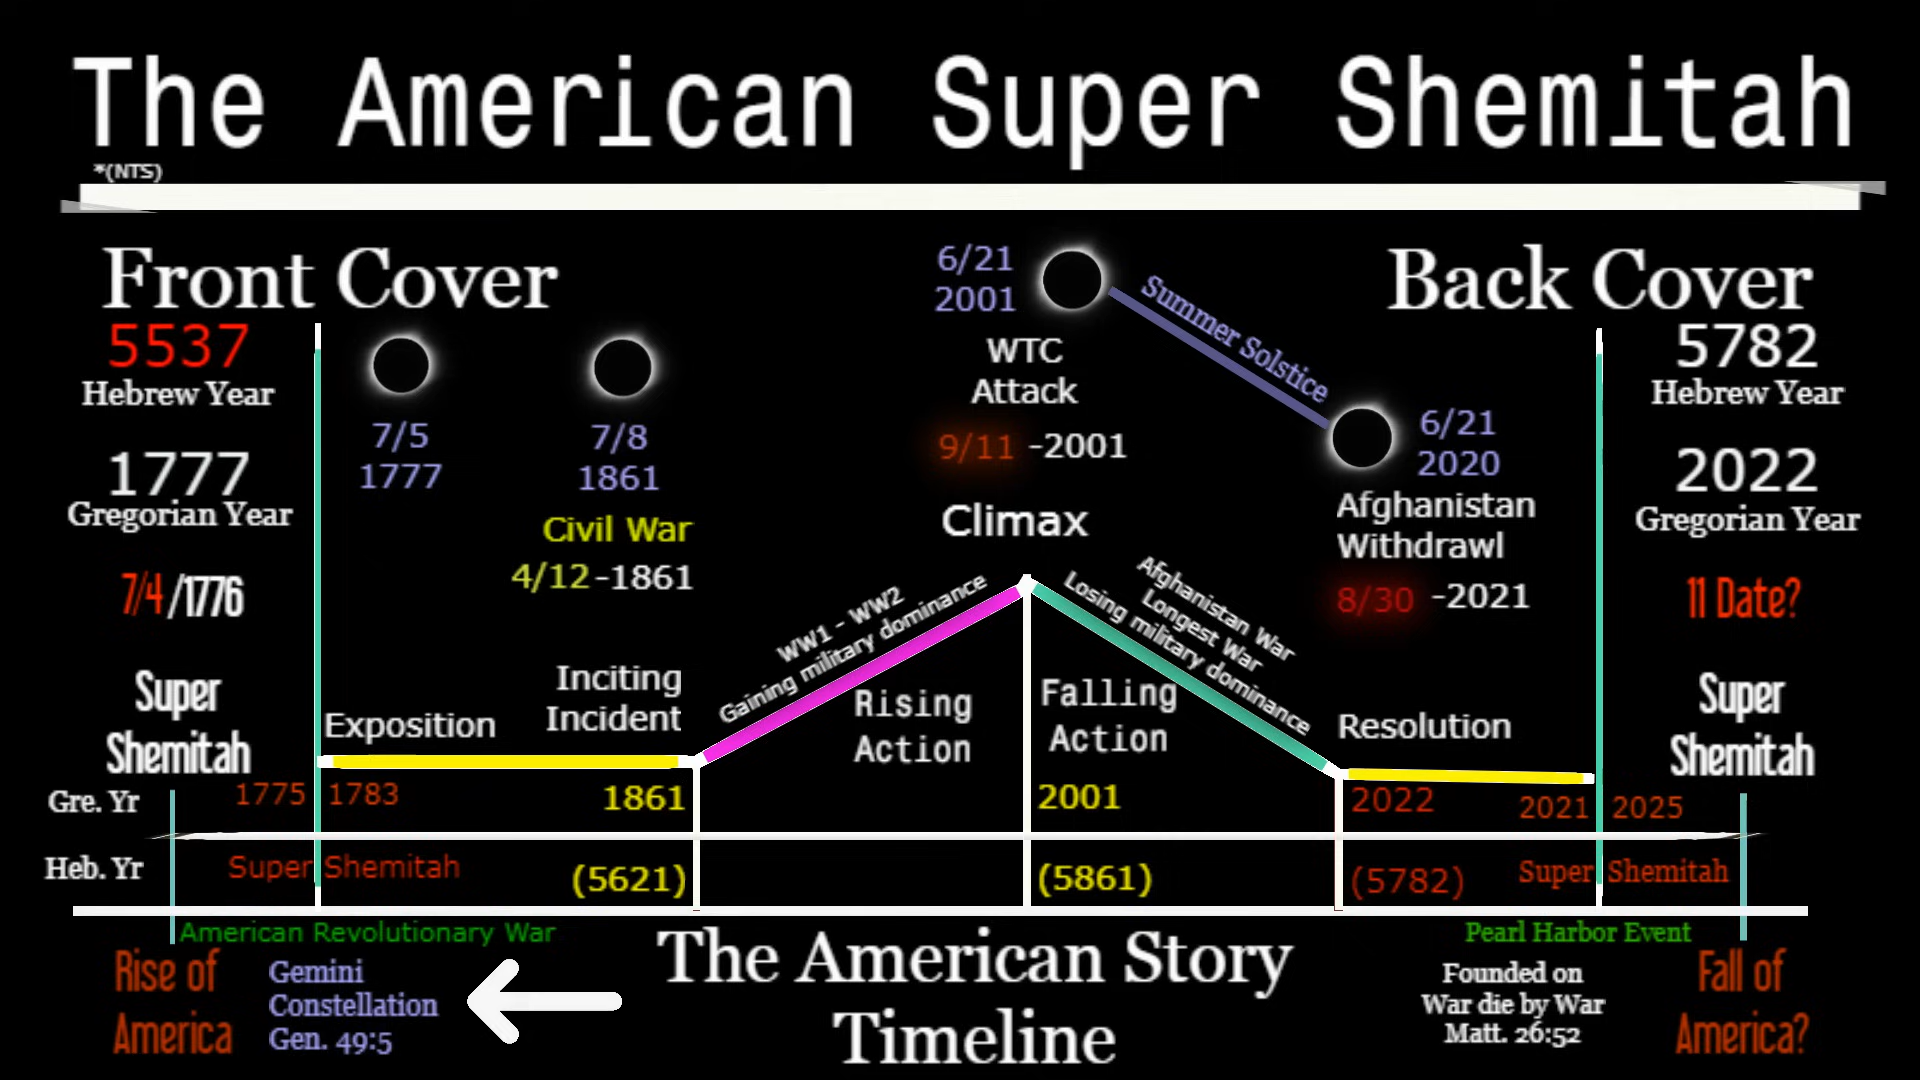 The American Super Shemitah
*(NTS)
Front Cover
5537
Hebrew Year
1777
Gregorian Year
7/4/1776
Super
Shemitah
7/5
1777
7/8
1861
Civil War
4/12-1861
Exposition
Inciting
Incident
WW1 - WW2
Gaining military dominance
Rising
Action
6/21
2001
WTC
Attack
9/11 -2001
Climax
Summer Solstice
Afghanistan War
Longest War
Losing military dominance
Falling
Action
6/21
2020
Afghanistan
Withdrawl
8/30 -2021
Resolution
Back Cover
5782
Hebrew Year
2022
Gregorian Year
11 Date?
Super
Shemitah
Gre. Yr 1775 1783 1861 2001 2022 2021 2025
Heb. Yr Super Shemitah (5621) (5861) (5782) Super Shemitah
American Revolutionary War
Pearl Harbor Event
Rise of
America
Gemini
Constellation
Gen. 49:5
The American Story
Timeline
Founded on
War die by War
Matt. 26:52
Fall of
America?